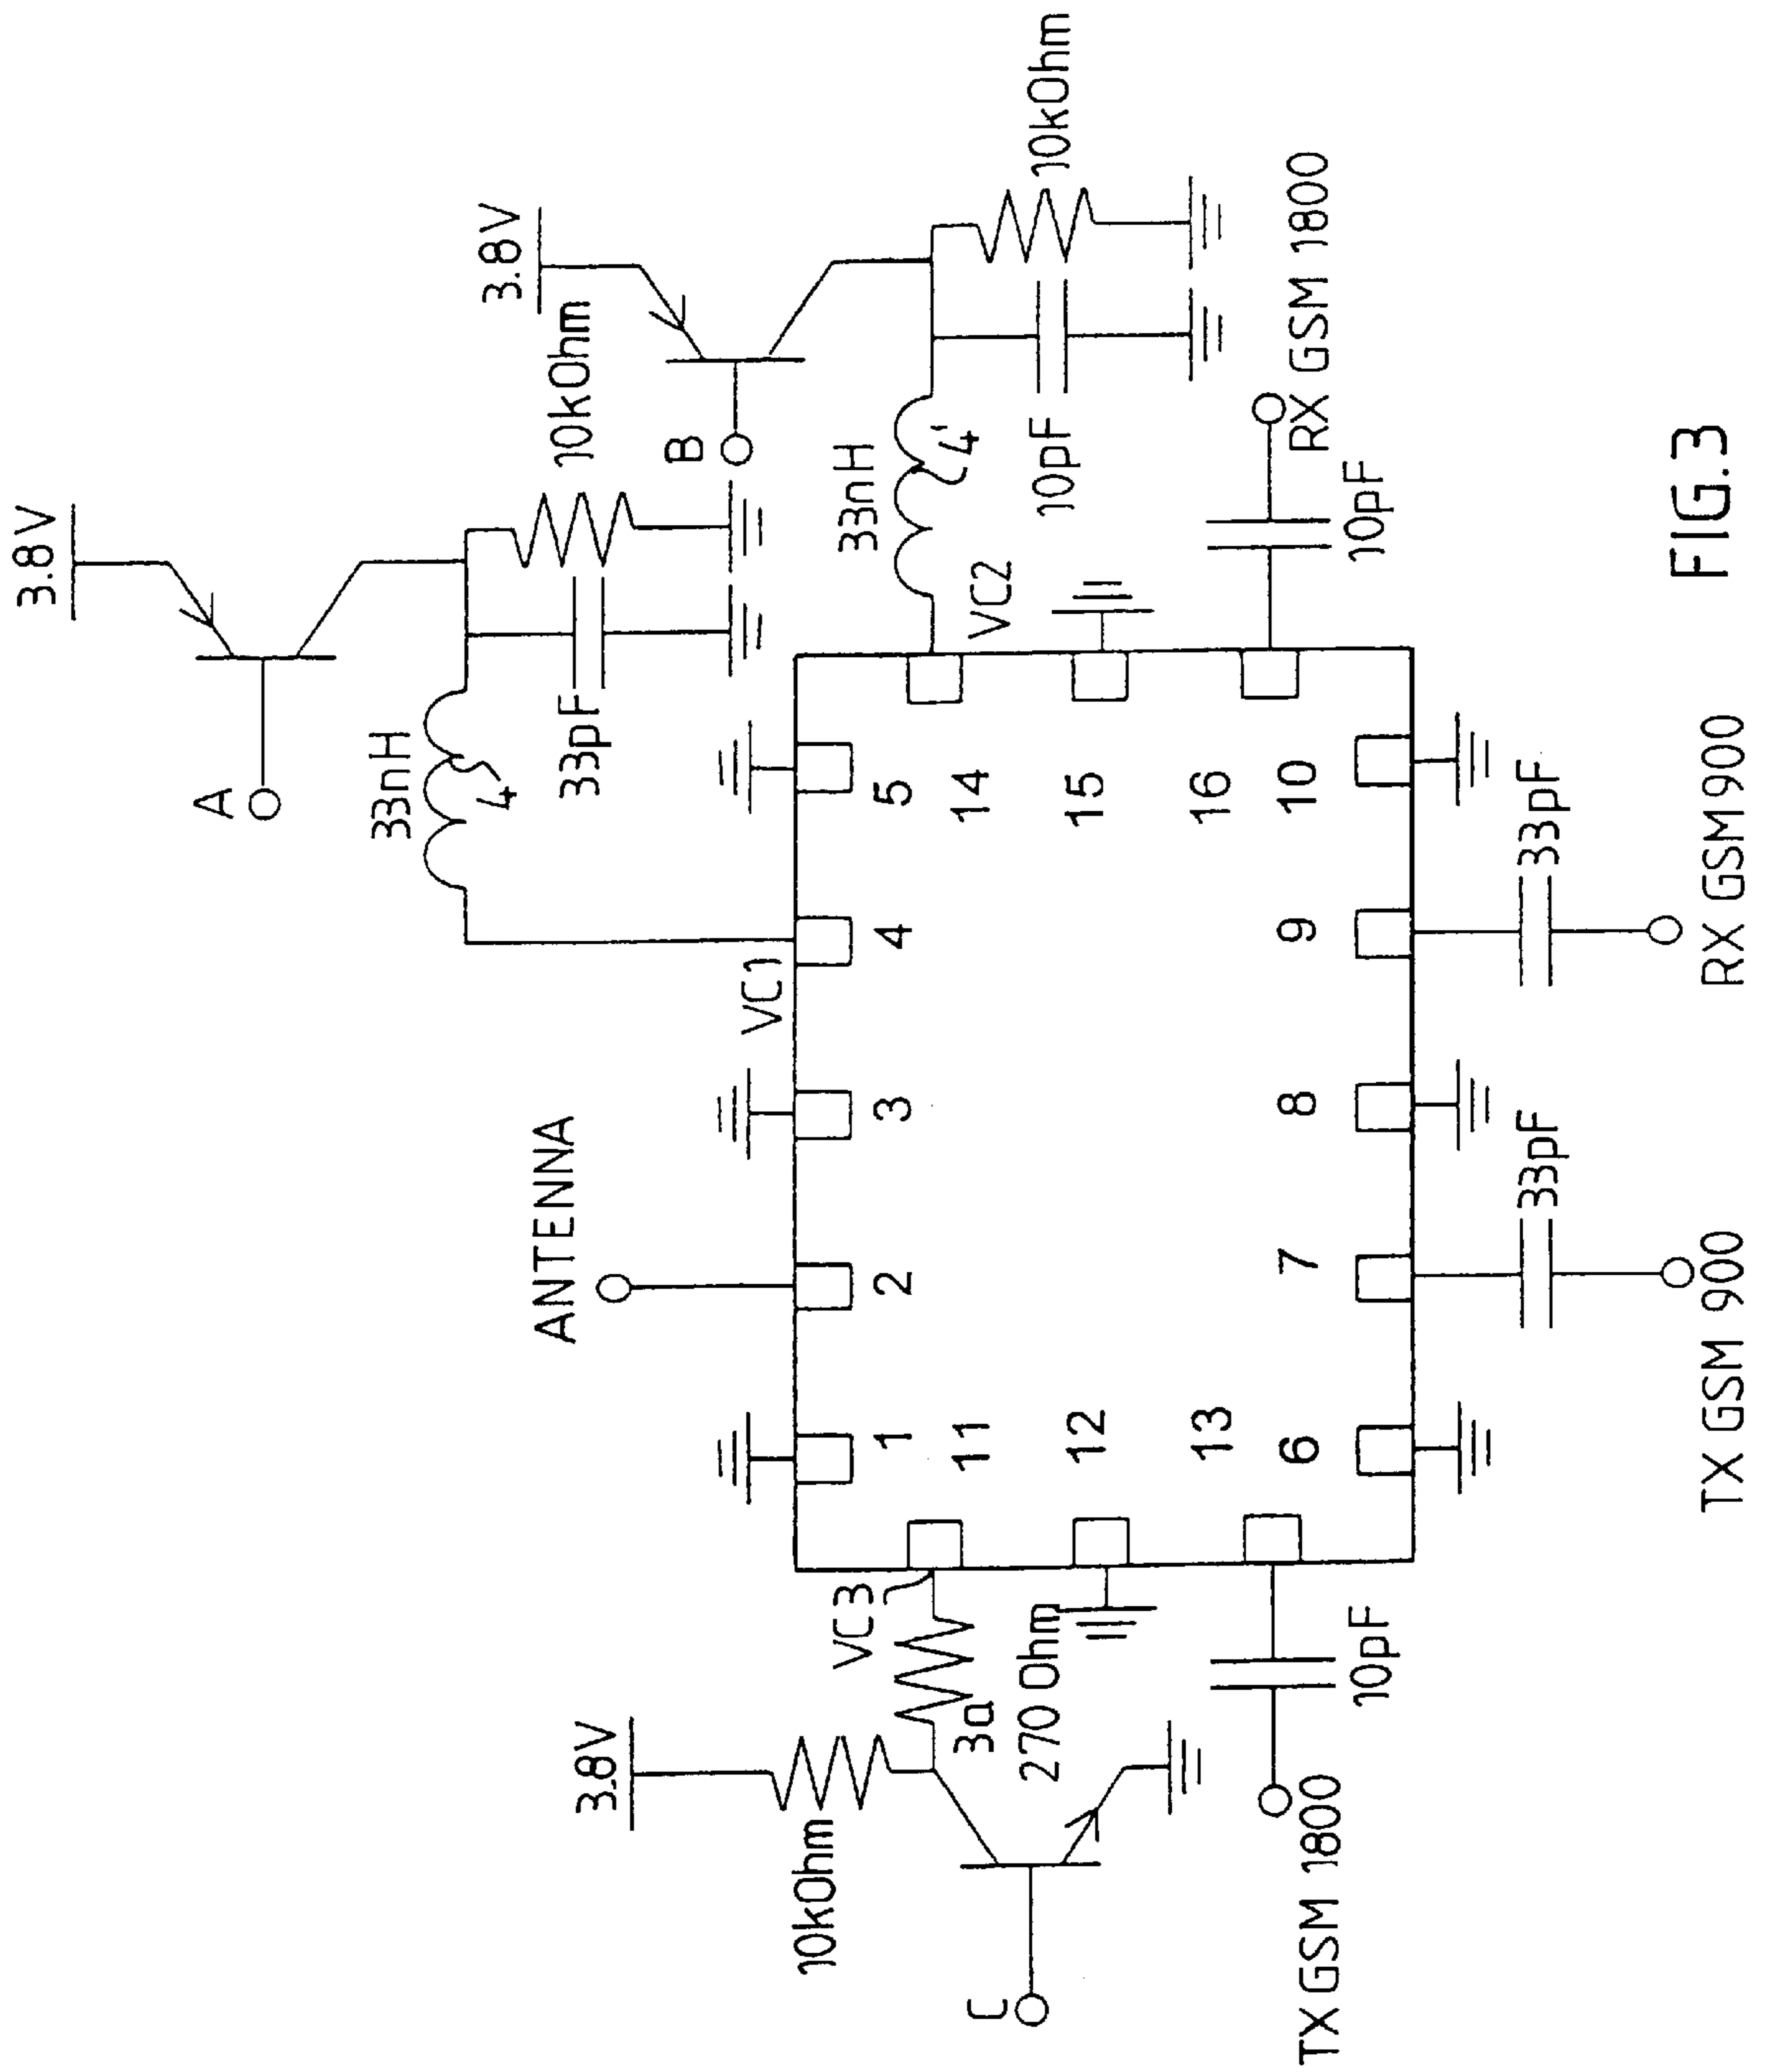 3.8V
A
33nH
4
33pF
10kOhm
3.8V
B
33nH
4'
10pF
10kOhm
VC1
VC2
ANTENNA
3.8V
10kOhm
C
3a
270 Ohm
VC3
1
2
3
4
5
11
14
12
15
13
16
6
7
8
9
10
10pF
TX GSM 1800
10pF
RX GSM 1800
33pF
TX GSM 900
33pF
RX GSM900
FIG.3